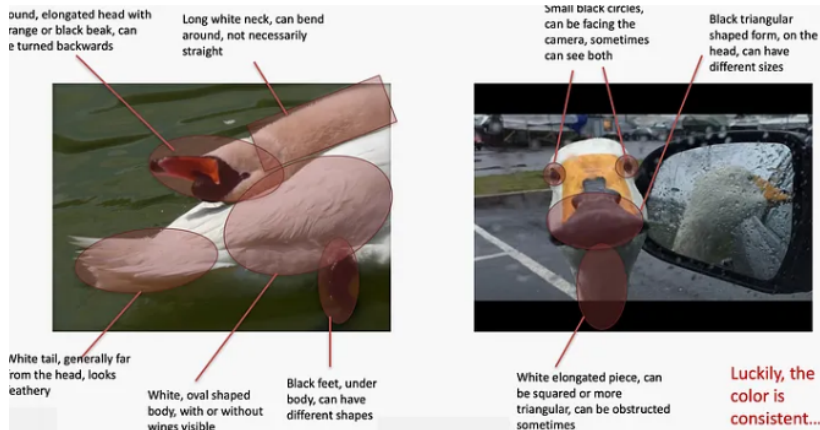 ound, elongated head with
range or black beak, can
e turned backwards
Long white neck, can bend
around, not necessarily
straight
Small black circles,
can be facing the
camera, sometimes
can see both
Black triangular
shaped form, on the
head, can have
different sizes
White tail, generally far
rom the head, looks
eathery
White, oval shaped
body, with or without
wings visible
Black feet, under
body, can have
different shapes
White elongated piece, can
be squared or more
triangular, can be obstructed
sometimes
Luckily, the
color is
consistent...